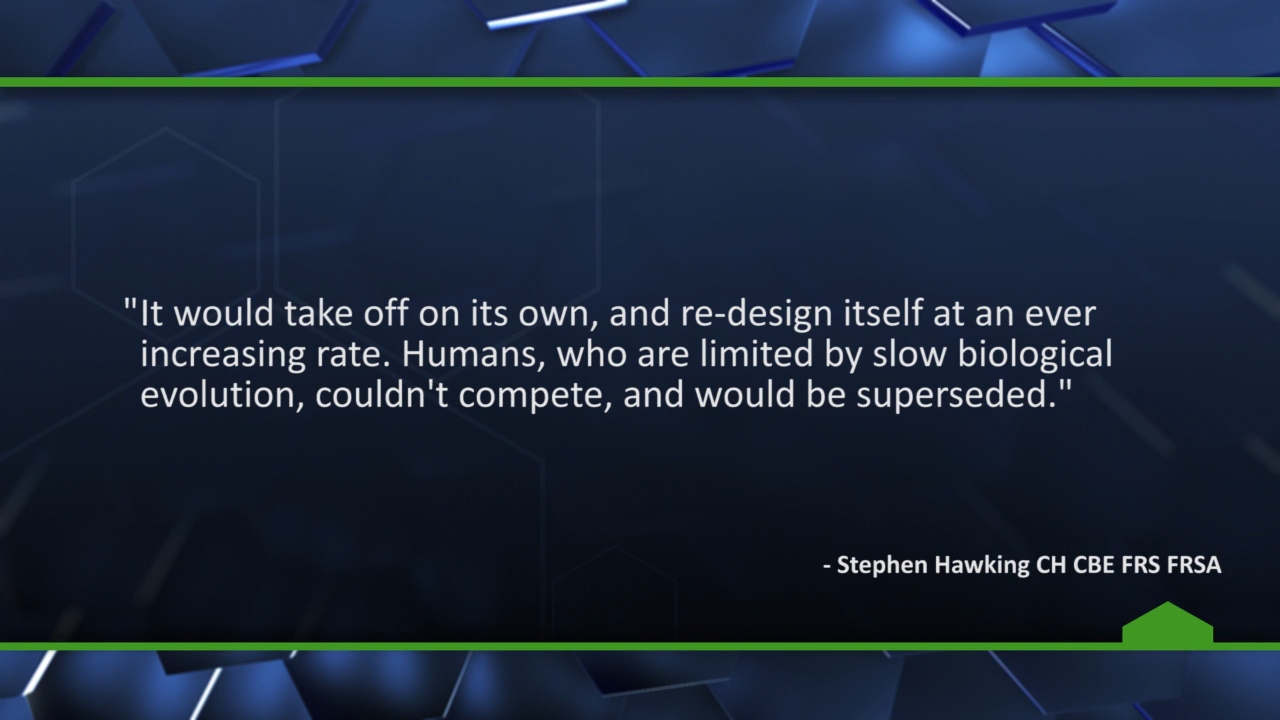 "It would take off on its own, and re-design itself at an ever
increasing rate. Humans, who are limited by slow biological
evolution, couldn't compete, and would be superseded."
- Stephen Hawking CH CBE FRS FRSA